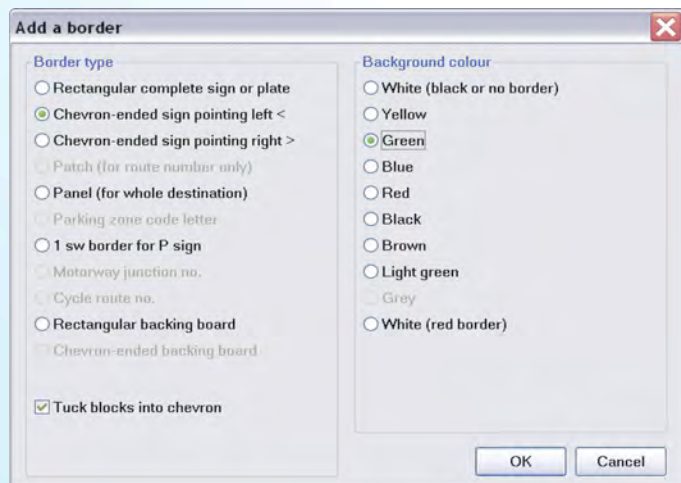 Add a border
Border type
Rectangular complete sign or plate
Chevron-ended sign pointing left <
Chevron-ended sign pointing right >
Patch (for route number only)
Panel (for whole destination)
Parking zone code letter
1 sw border for P sign
Motorway junction no.
Cycle route no.
Rectangular backing board
Chevron-ended backing board
Tuck blocks into chevron
Background colour
White (black or no border)
Yellow
Green
Blue
Red
Black
Brown
Light green
Grey
White (red border)
OK
Cancel